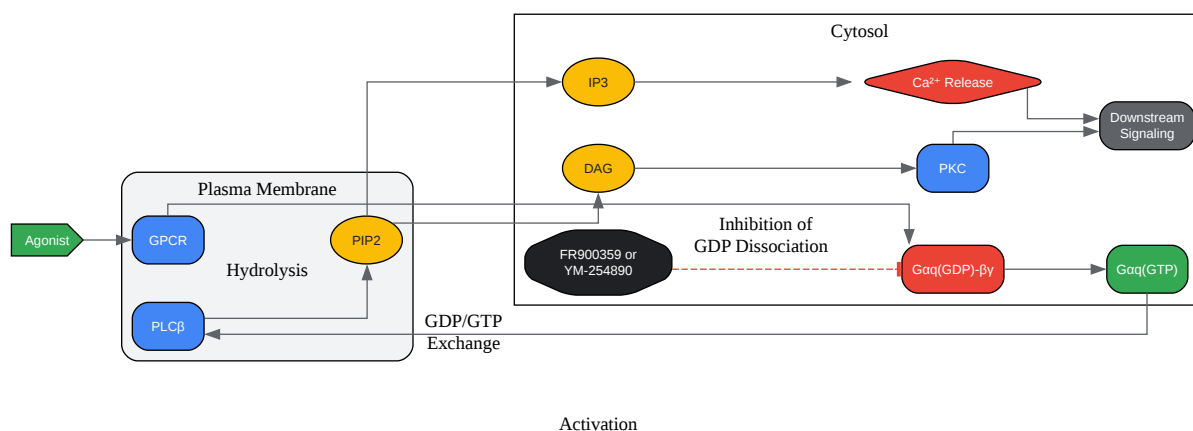 Cytosol
IP3
Ca²⁺ Release
Downstream
Signaling
DAG
PKC
Plasma Membrane
Agonist
GPCR
PIP2
Hydrolysis
Inhibition of
GDP Dissociation
FR900359 or
YM-254890
Gαq(GDP)-βγ
Gαq(GTP)
PLCβ
GDP/GTP
Exchange
Activation